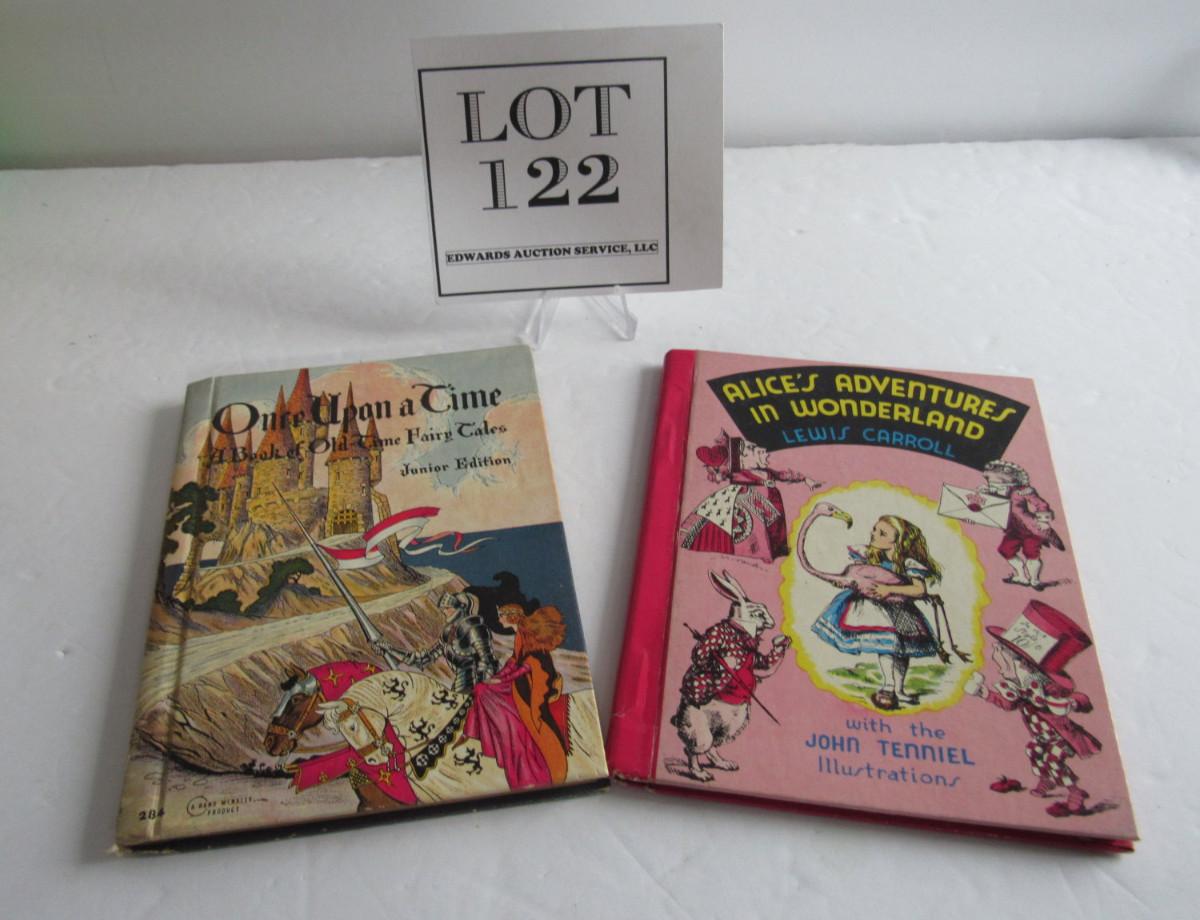 LOT
122
EDWARDS AUCTION SERVICE, LLC
Once Upon a Time
A Book of Old-Time Fairy Tales
Junior Edition
284
A RAND McNALLY
PRODUCT
ALICE'S ADVENTURES
IN WONDERLAND
LEWIS CARROLL
with the
JOHN TENNIEL
Illustrations